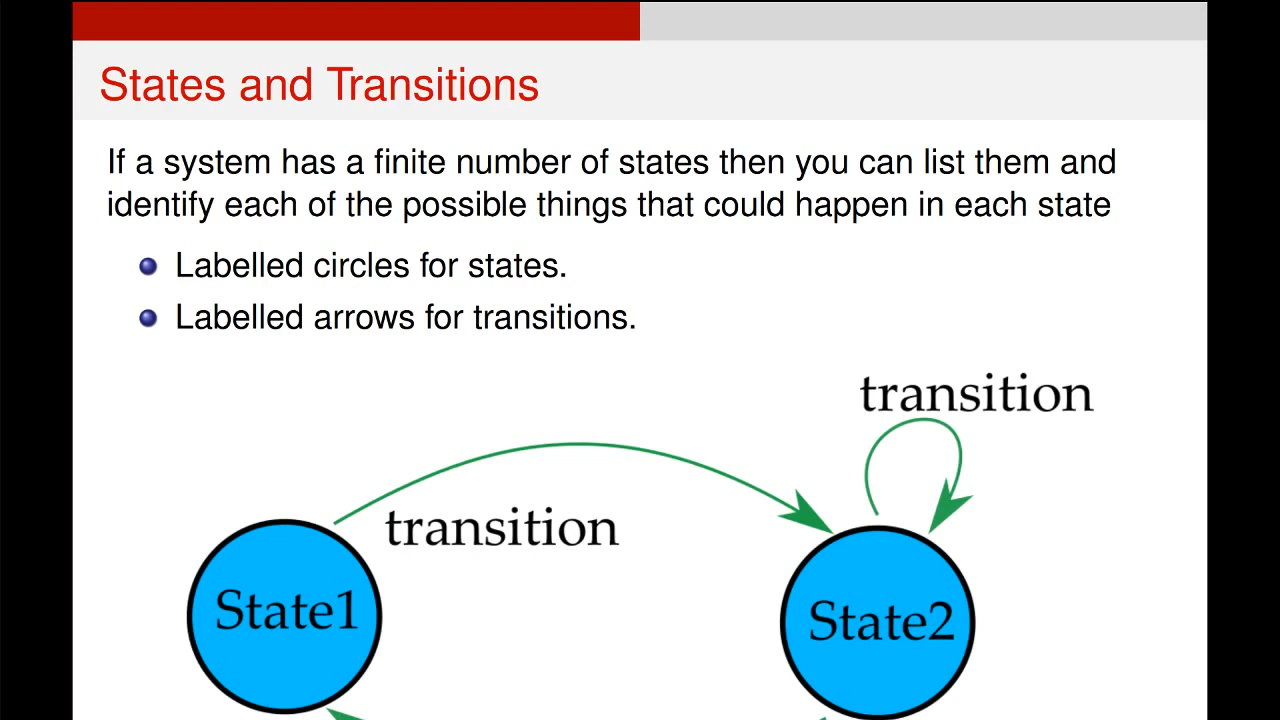 States and Transitions
If a system has a finite number of states then you can list them and
identify each of the possible things that could happen in each state
Labelled circles for states.
Labelled arrows for transitions.
transition
transition
State1
State2